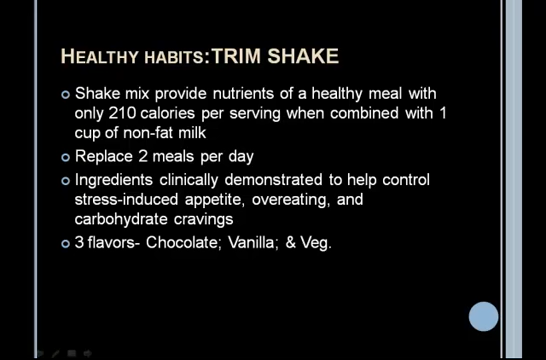 HEALTHY HABITS:TRIM SHAKE
Shake mix provide nutrients of a healthy meal with
only 210 calories per serving when combined with 1
cup of non-fat milk
Replace 2 meals per day
Ingredients clinically demonstrated to help control
stress-induced appetite, overeating, and
carbohydrate cravings
3 flavors- Chocolate; Vanilla; & Veg.